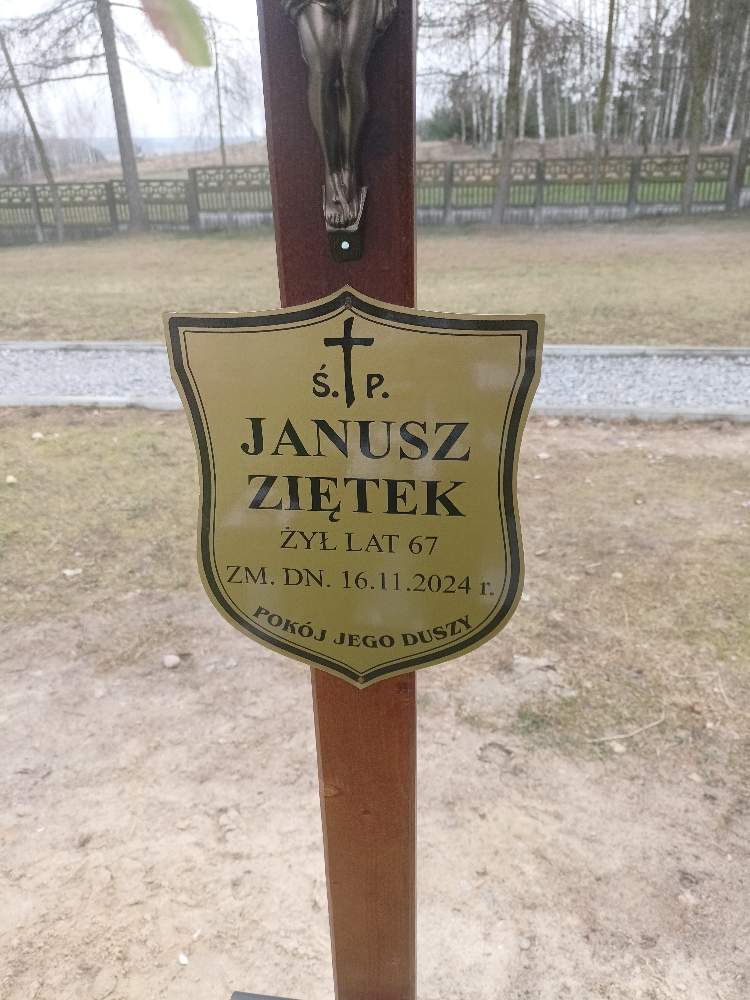 Ś. P.
JANUSZ
ZIĘTEK
ŻYŁ LAT 67
ZM. DN. 16.11.2024 r.
POKÓJ JEGO DUSZY